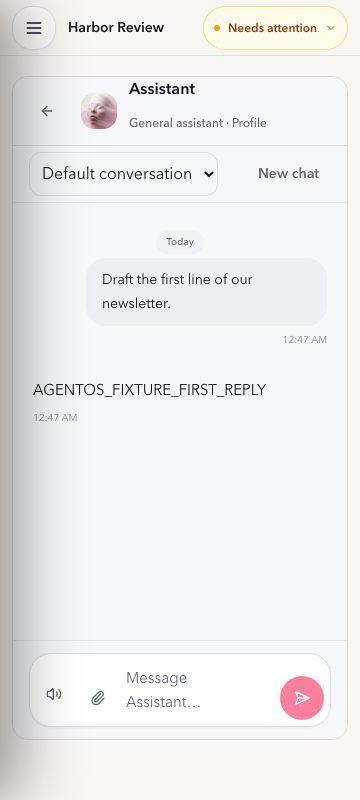 Harbor Review
Needs attention
Assistant
General assistant · Profile
Default conversation
New chat
Today
Draft the first line of our
newsletter.
12:47 AM
AGENTOS_FIXTURE_FIRST_REPLY
12:47 AM
Message
Assistant…